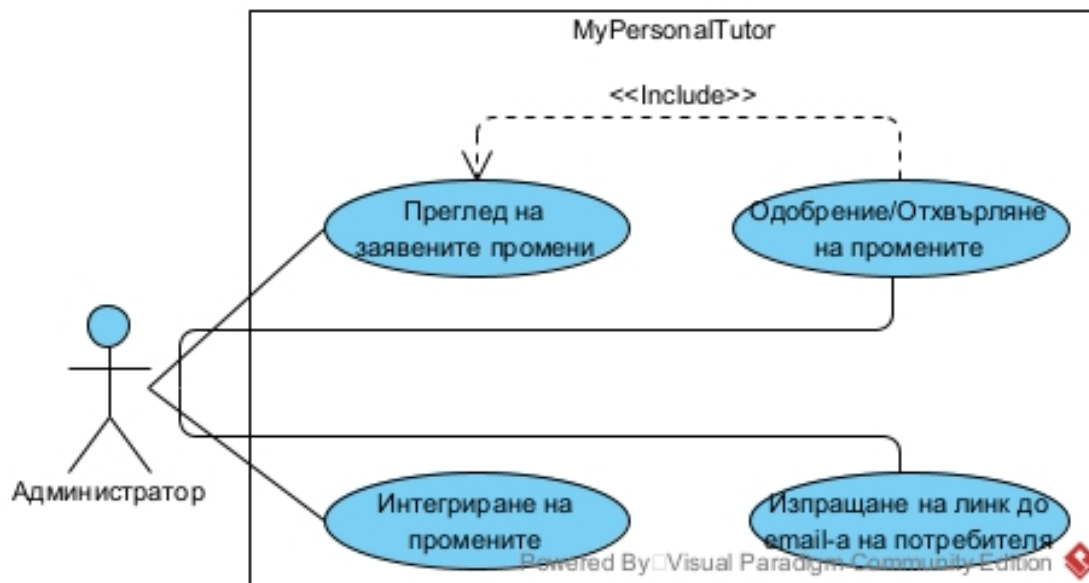 MyPersonalTutor
<<Include>>
Преглед на
заявените промени
Одобрение/Отхвърляне
на промените
Администратор
Интегриране на
промените
Изпращане на линк до
email-а на потребителя
Powered By Visual Paradigm Community Edition